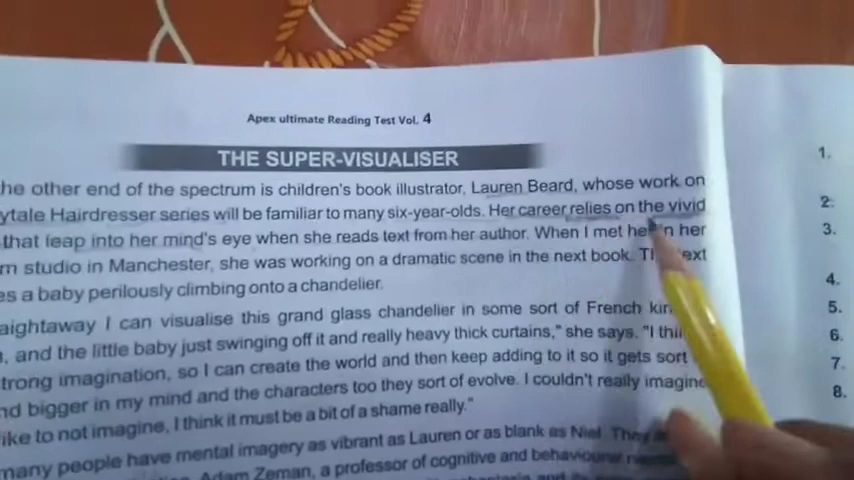 Apex ultimate Reading Test Vol. 4
THE SUPER-VISUALISER
he other end of the spectrum is children's book illustrator, Lauren Beard, whose work on
ytale Hairdresser series will be familiar to many six-year-olds. Her career relies on the vivid
that leap into her mind's eye when she reads text from her author. When I met her in her
m studio in Manchester, she was working on a dramatic scene in the next book. The text
es a baby perilously climbing onto a chandelier.
aightaway I can visualise this grand glass chandelier in some sort of French
and the little baby just swinging off it and really heavy thick curtains," she says. "I
trong imagination, so I can create the world and then keep adding to it so it gets sort
nd bigger in my mind and the characters too they sort of evolve. I couldn't really imagine
like to not imagine, I think it must be a bit of a shame really."
many people have mental imagery as vibrant as Lauren or as blank as Niel. They
Adam Zeman, a professor of cognitive and behavioural
1.
2.
3.
4.
5.
6.
7.
8.